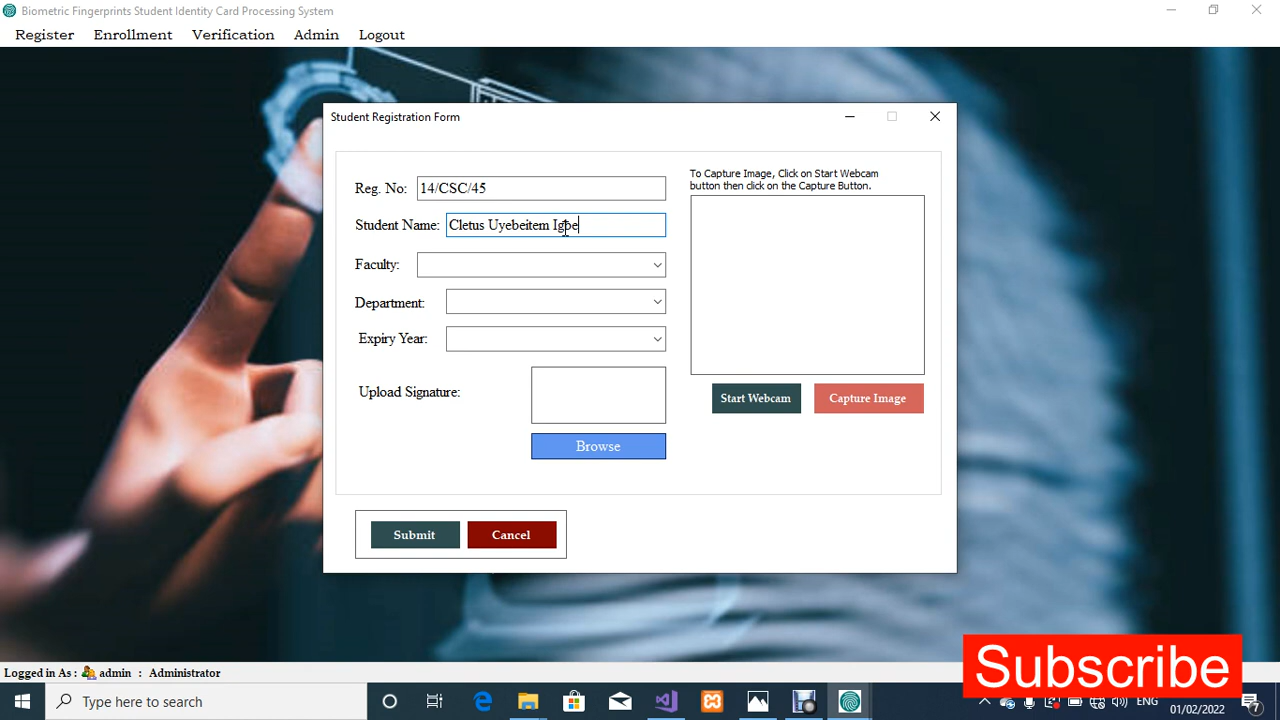 Biometric Fingerprints Student Identity Card Processing System
Register Enrollment Verification Admin Logout
Student Registration Form
Reg. No: 14/CSC/45
Student Name: Cletus Uyebeitem Igbe
Faculty:
Department:
Expiry Year:
Upload Signature:
Browse
To Capture Image, Click on Start Webcam
button then click on the Capture Button.
Start Webcam Capture Image
Submit Cancel
Logged in As : admin : Administrator
Subscribe
Type here to search
ENG
01/02/2022
7